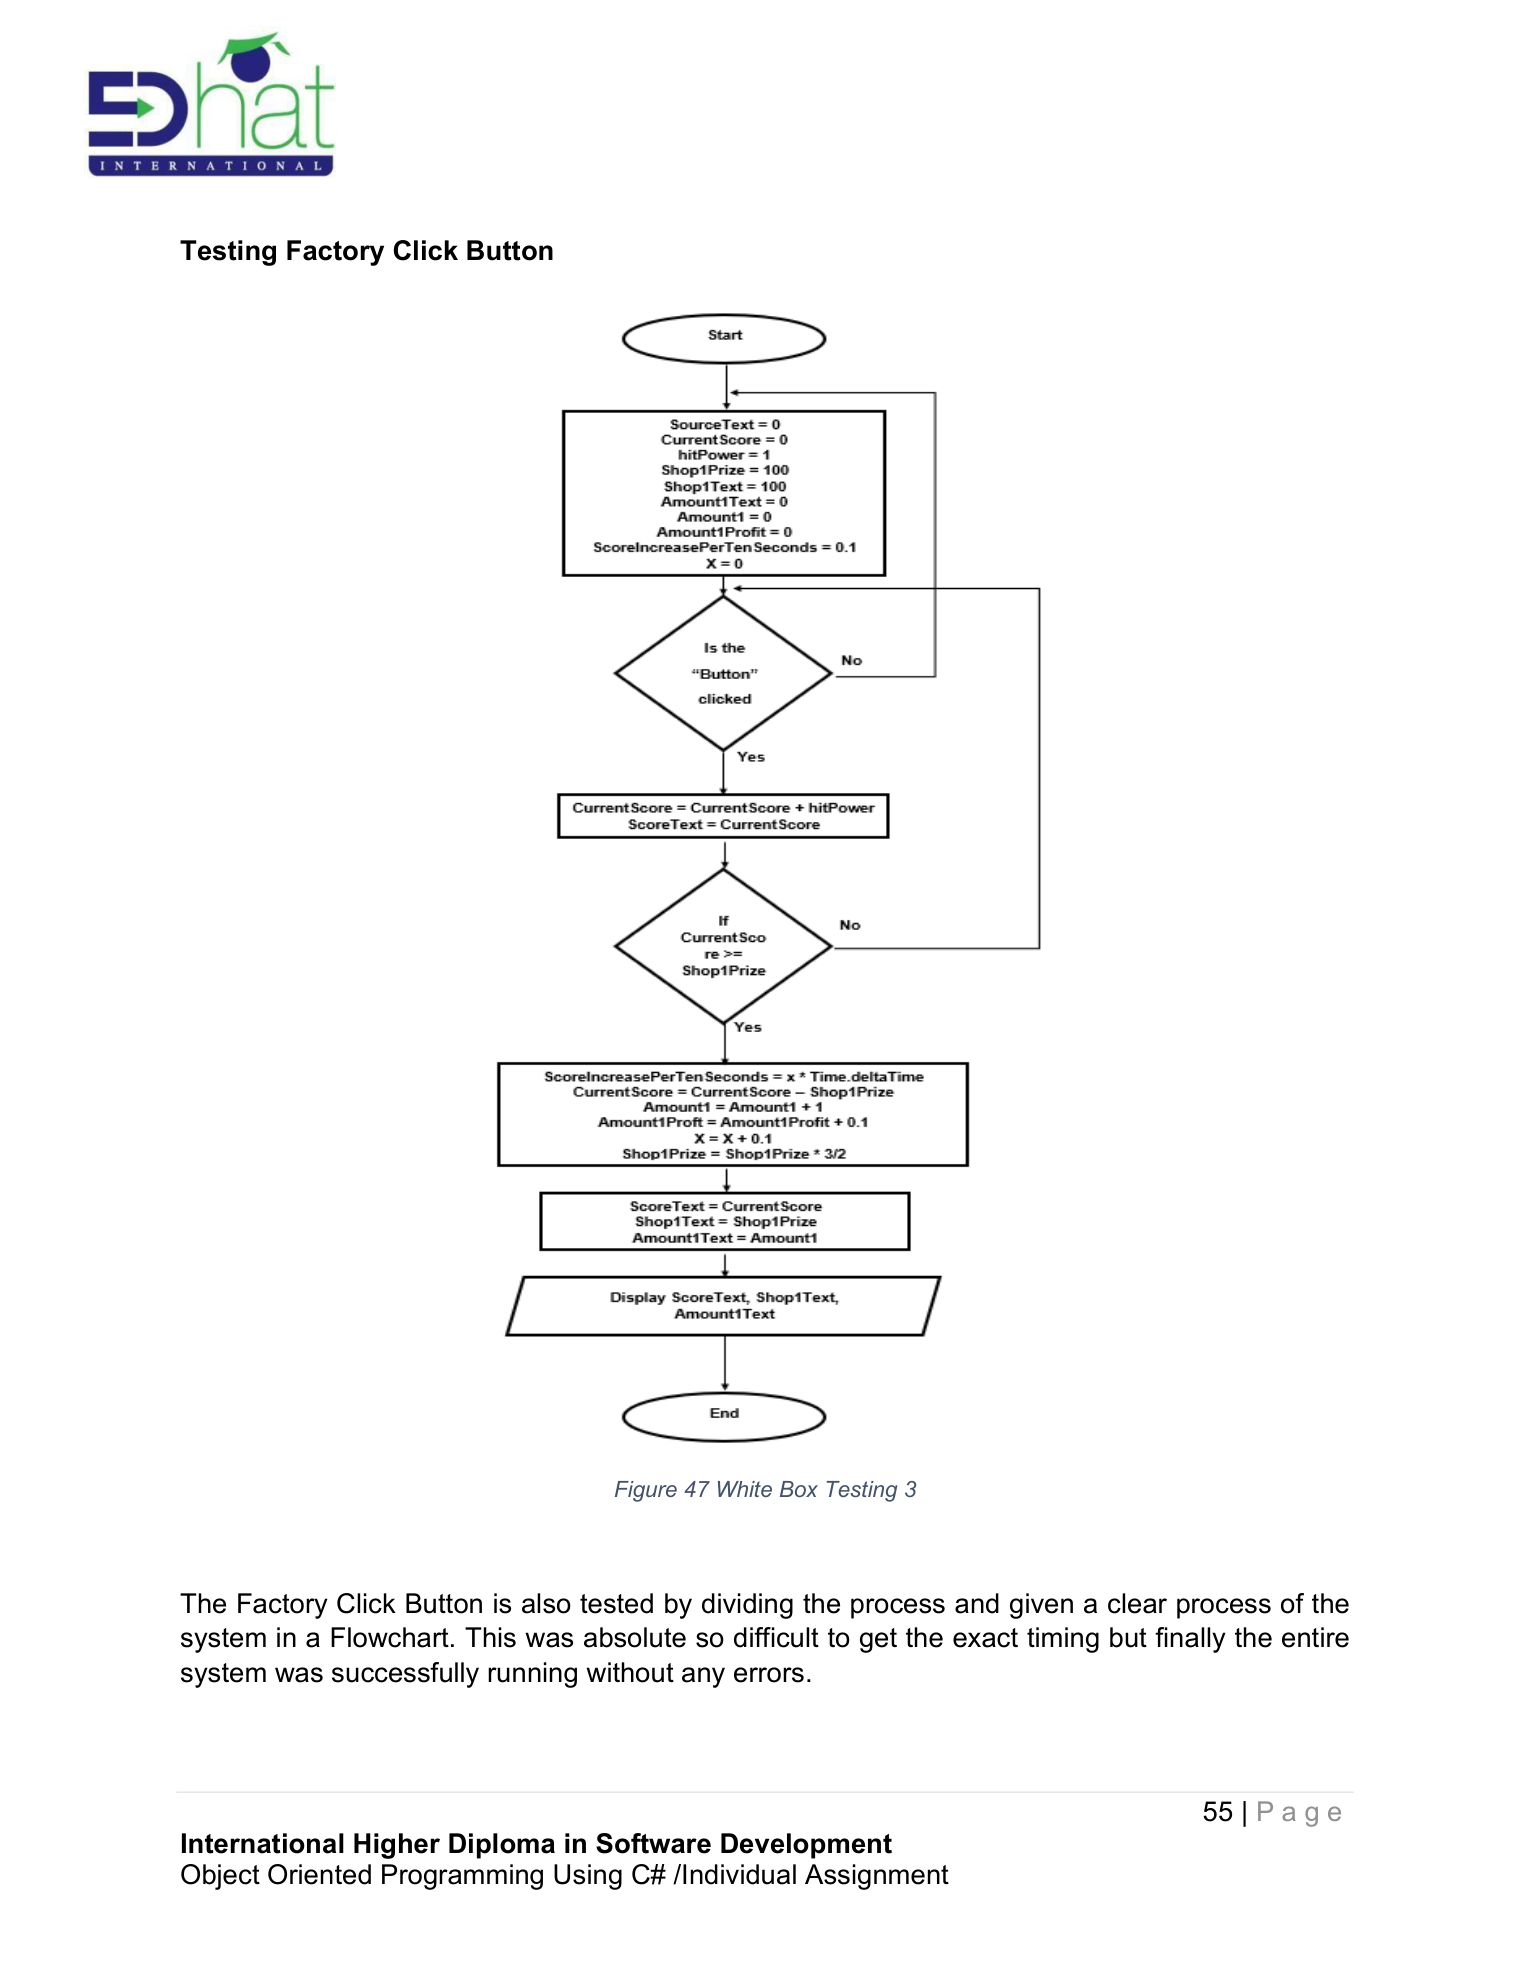 EDhat
INTERNATIONAL
Testing Factory Click Button
Start
SourceText = 0
CurrentScore = 0
hitPower = 1
Shop1Prize = 100
Shop1Text = 100
Amount1Text = 0
Amount1 = 0
Amount1Profit = 0
ScoreIncreasePerTenSeconds = 0.1
X = 0
Is the
“Button”
clicked
No
Yes
CurrentScore = CurrentScore + hitPower
ScoreText = CurrentScore
If
CurrentSco
re >=
Shop1Prize
No
Yes
ScoreIncreasePerTenSeconds = x * Time.deltaTime
CurrentScore = CurrentScore – Shop1Prize
Amount1 = Amount1 + 1
Amount1Proft = Amount1Profit + 0.1
X = X + 0.1
Shop1Prize = Shop1Prize * 3/2
ScoreText = CurrentScore
Shop1Text = Shop1Prize
Amount1Text = Amount1
Display ScoreText, Shop1Text,
Amount1Text
End
Figure 47 White Box Testing 3
The Factory Click Button is also tested by dividing the process and given a clear process of the
system in a Flowchart. This was absolute so difficult to get the exact timing but finally the entire
system was successfully running without any errors.
55 | Page
International Higher Diploma in Software Development
Object Oriented Programming Using C# /Individual Assignment